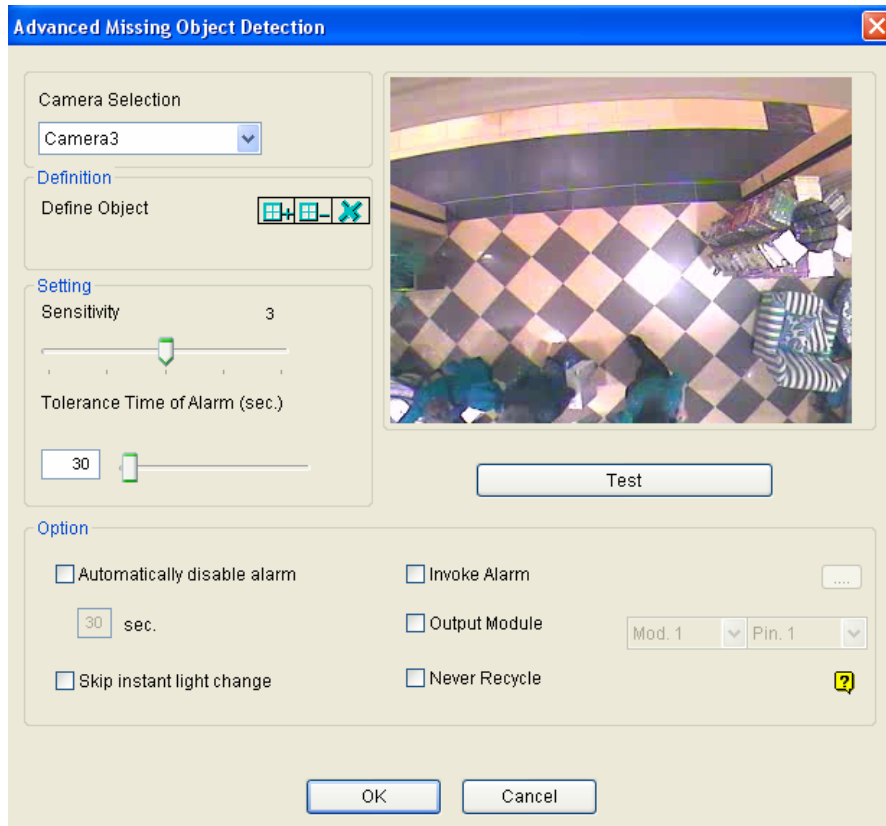 Advanced Missing Object Detection
Camera Selection
Camera3
Definition
Define Object
Setting
Sensitivity 3
Tolerance Time of Alarm (sec.)
30
Test
Option
Automatically disable alarm
30 sec.
Skip instant light change
Invoke Alarm
....
Output Module
Mod. 1
Pin. 1
Never Recycle
?
OK
Cancel